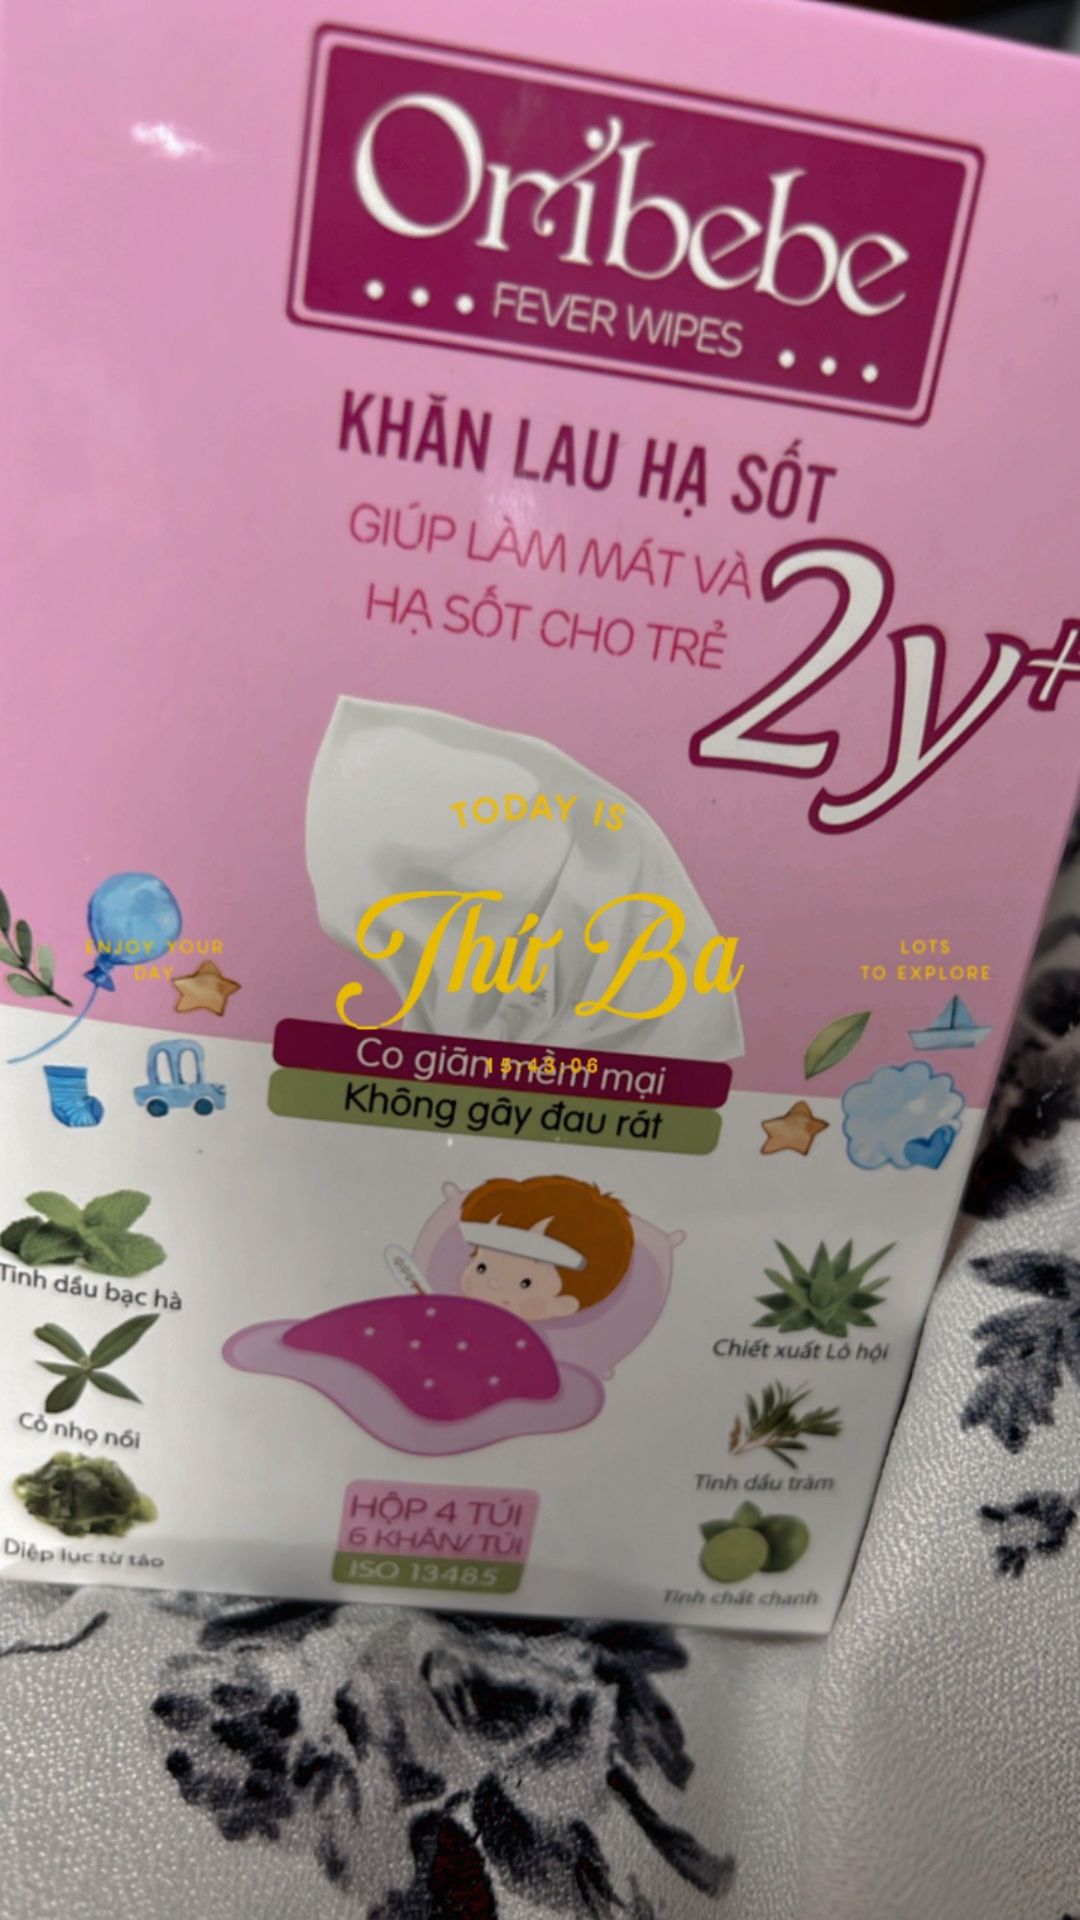 Oribebe
FEVER WIPES
KHĂN LAU HẠ SỐT
GIÚP LÀM MÁT VÀ
HẠ SỐT CHO TRẺ
2y+
TODAY IS
Thứ Ba
ENJOY YOUR
DAY
LOTS
TO EXPLORE
15:43:06
Co giãn mềm mại
Không gây đau rát
Tinh dầu bạc hà
Cỏ nhọ nồi
Diệp lục từ tảo
Chiết xuất Lô hội
Tinh dầu tràm
Tinh chất chanh
HỘP 4 TÚI
6 KHĂN/ TÚI
ISO 13485